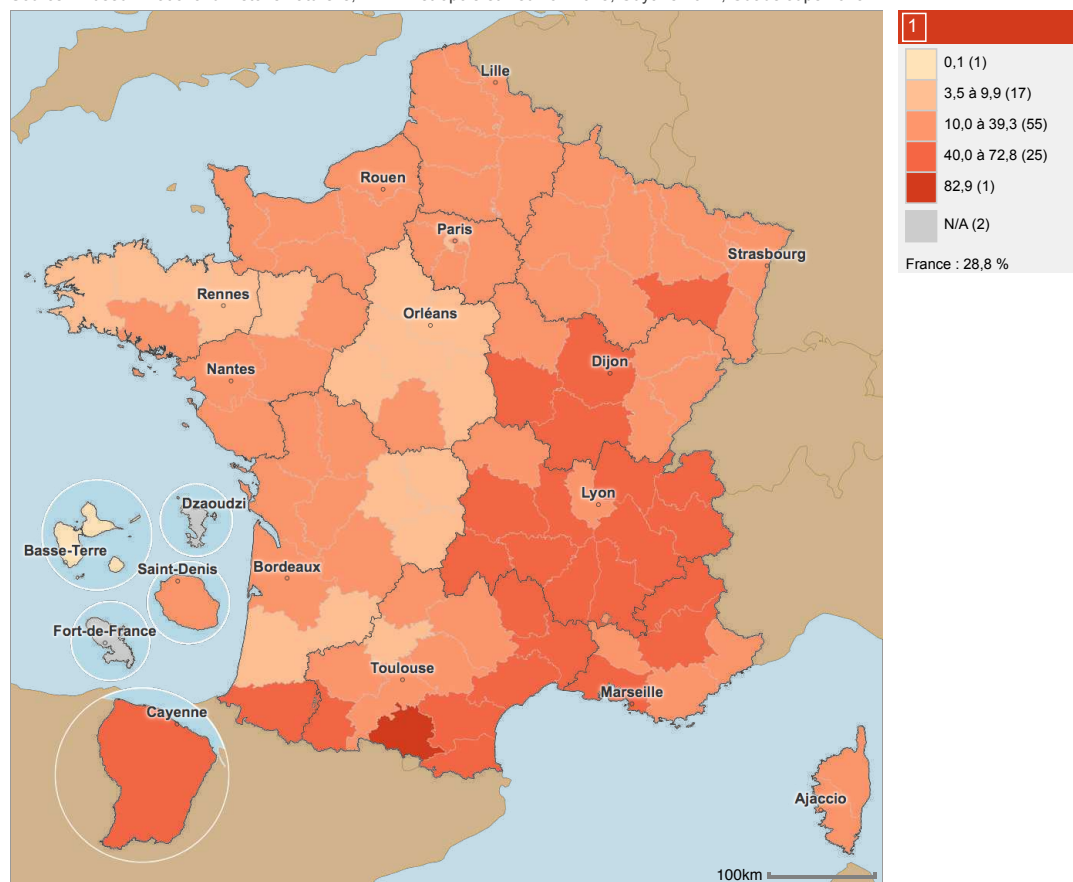 1
0,1 (1)
3,5 à 9,9 (17)
10,0 à 39,3 (55)
40,0 à 72,8 (25)
82,9 (1)
N/A (2)
France : 28,8 %
Lille
Rouen
Paris
Strasbourg
Rennes
Orléans
Nantes
Dijon
Lyon
Dzaoudzi
Basse-Terre
Saint-Denis
Bordeaux
Fort-de-France
Toulouse
Marseille
Cayenne
Ajaccio
100km